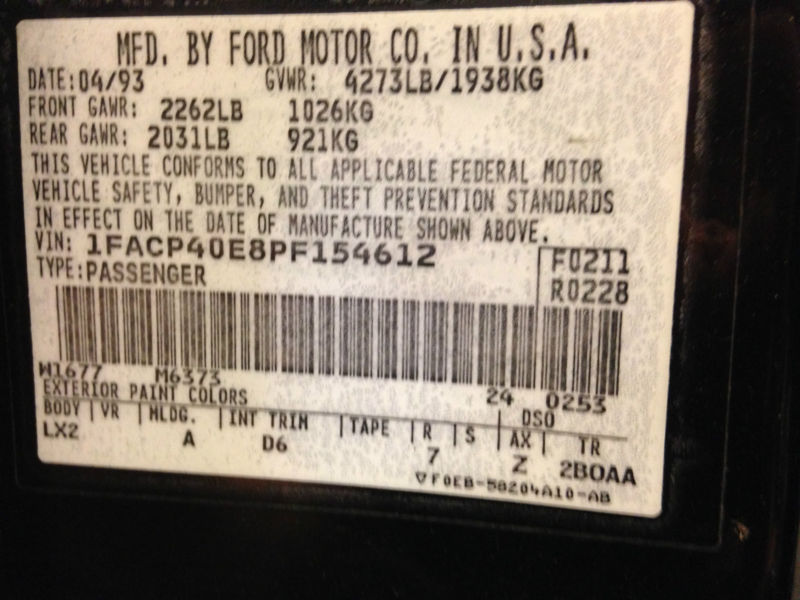 MFD. BY FORD MOTOR CO. IN U.S.A.
DATE: 04/93 GVWR: 4273LB/1938KG
FRONT GAWR: 2262LB 1026KG
REAR GAWR: 2031LB 921KG
THIS VEHICLE CONFORMS TO ALL APPLICABLE FEDERAL MOTOR
VEHICLE SAFETY, BUMPER, AND THEFT PREVENTION STANDARDS
IN EFFECT ON THE DATE OF MANUFACTURE SHOWN ABOVE.
VIN: 1FACP40E8PF154612 F0211
TYPE: PASSENGER R0228
W1677 M6373 24 0253
EXTERIOR PAINT COLORS DSO
BODY VR MLDG. INT TRIM TAPE R S AX TR
LX2 A D6 7 Z 2B0AA
▽F0EB-58204A10-AB